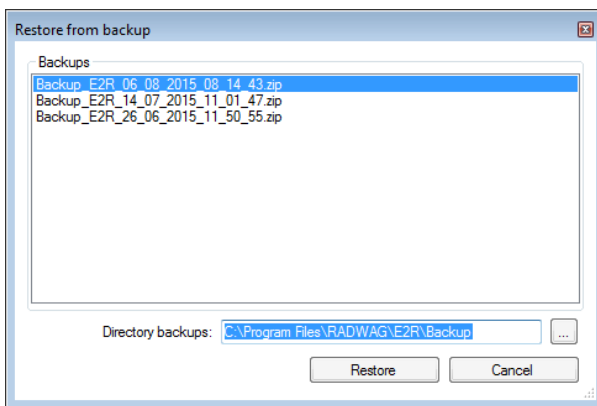 Restore from backup
Backups
Backup_E2R_06_08_2015_08_14_43.zip
Backup_E2R_14_07_2015_11_01_47.zip
Backup_E2R_26_06_2015_11_50_55.zip
Directory backups: C:\Program Files\RADWAG\E2R\Backup ...
Restore Cancel